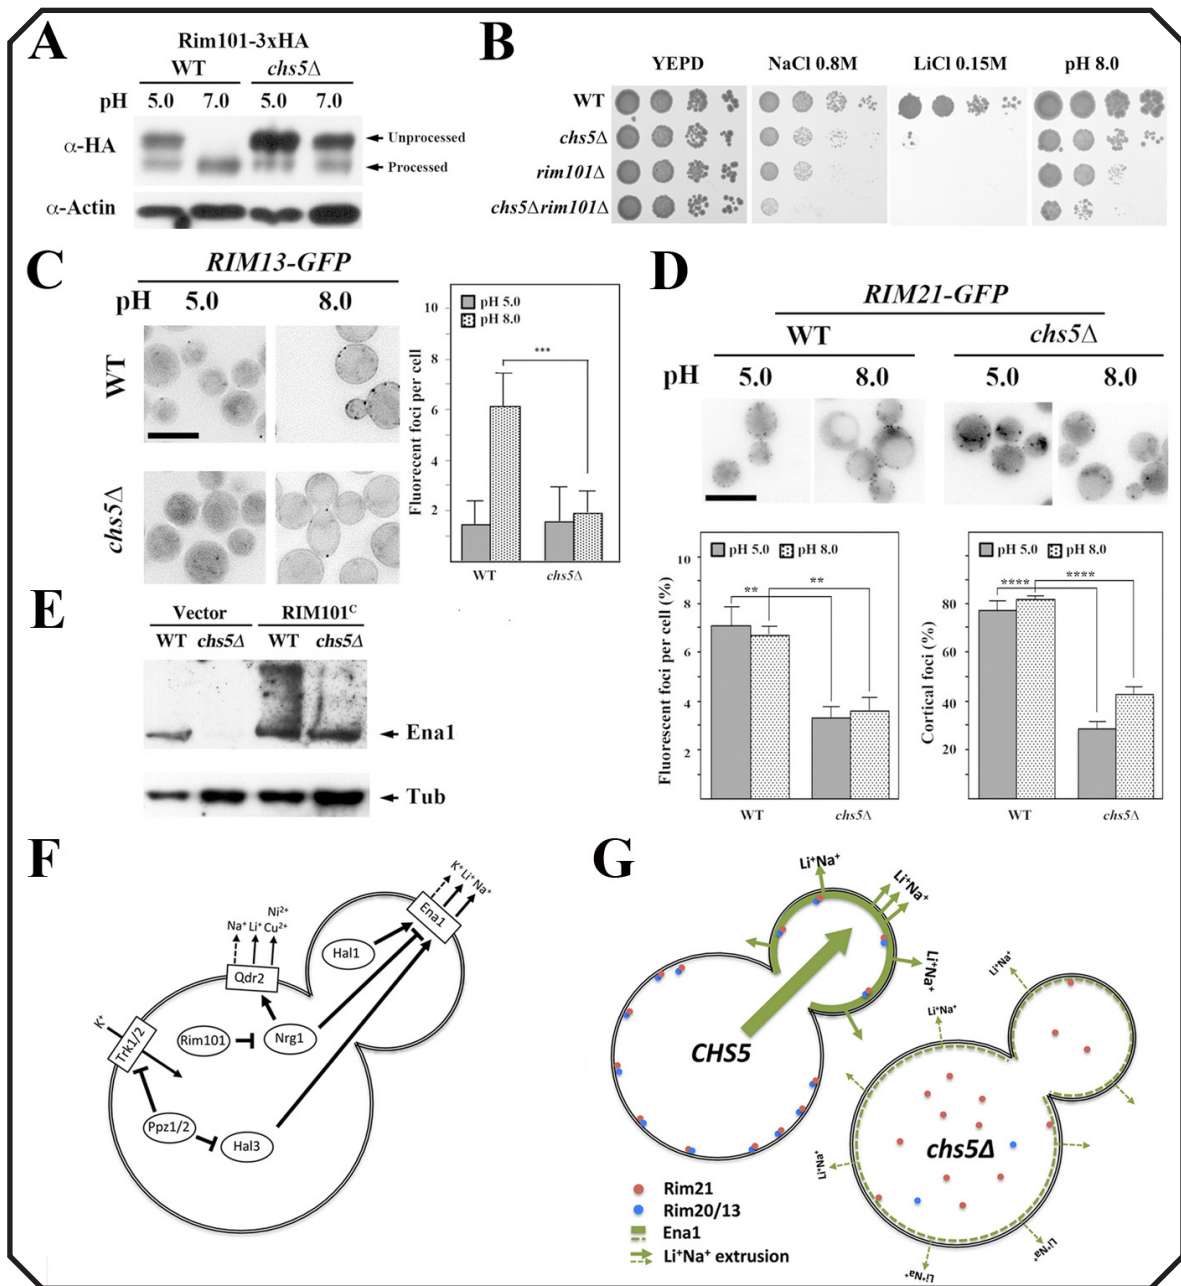 A
Rim101-3xHA
WT chs5Δ
pH 5.0 7.0 5.0 7.0
α-HA
Unprocessed
Processed
α-Actin
B
YEPD NaCl 0.8M LiCl 0.15M pH 8.0
WT
chs5Δ
rim101Δ
chs5Δrim101Δ
C
RIM13-GFP
pH 5.0 8.0
WT
chs5Δ
pH 5.0
pH 8.0
***
Fluorecent foci per cell
10
8
6
4
2
WT chs5Δ
D
RIM21-GFP
WT chs5Δ
pH 5.0 8.0 5.0 8.0
pH 5.0 pH 8.0
** **
Fluorescent foci per cell (%)
10
8
6
4
2
WT chs5Δ
pH 5.0 pH 8.0
**** ****
Cortical foci (%)
80
60
40
20
WT chs5Δ
E
Vector RIM101ᶜ
WT chs5Δ WT chs5Δ
Ena1
Tub
F
K⁺ Li⁺ Na⁺
Ena1
Ni²⁺
Na⁺ Li⁺ Cu²⁺
Qdr2
Hal1
K⁺
Trk1/2
Rim101
Nrg1
Ppz1/2
Hal3
G
Li⁺Na⁺
Li⁺Na⁺
Li⁺Na⁺
CHS5
Li⁺Na⁺
Li⁺Na⁺
chs5Δ
Li⁺Na⁺
Li⁺Na⁺
Li⁺Na⁺
Rim21
Rim20/13
Ena1
Li⁺Na⁺ extrusion